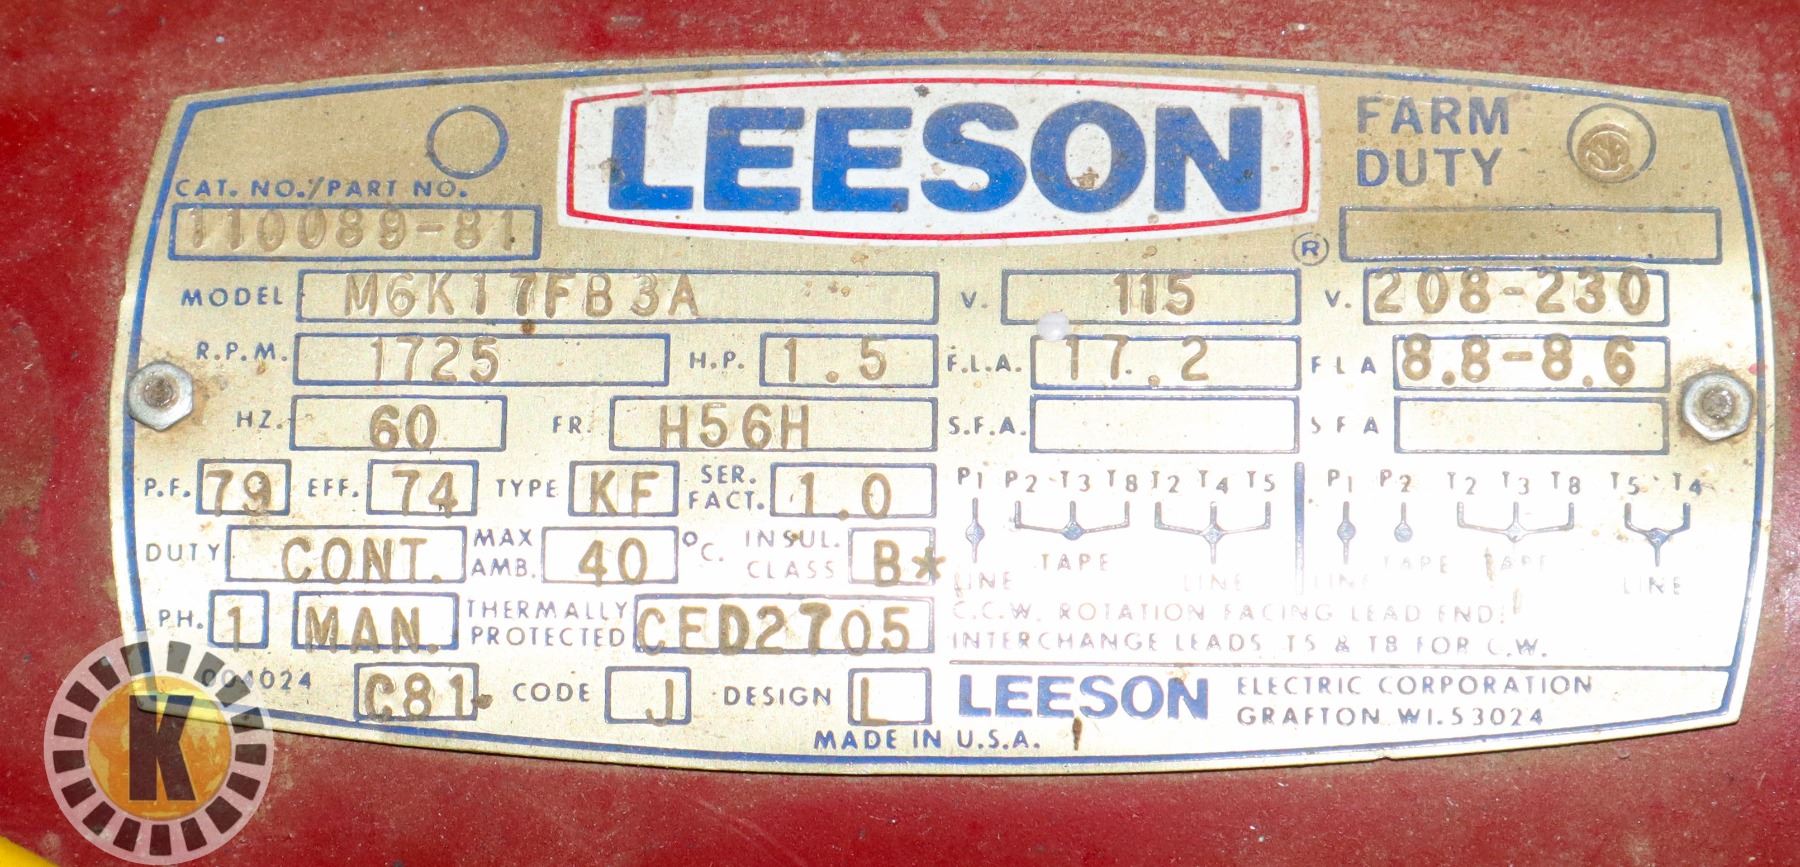 LEESON
FARM
DUTY
CAT. NO./PART NO.
110089-81
®
MODEL M6K17FB3A V. 115 V. 208-230
R.P.M. 1725 H.P. 1.5 F.L.A. 17.2 FLA 8.8-8.6
HZ. 60 FR. H56H S.F.A. SFA
P.F. 79 EFF. 74 TYPE KF SER. FACT. 1.0
P1 P2 T3 T8 T2 T4 T5 P1 P2 T2 T3 T8 T5 T4
DUTY CONT. MAX AMB. 40 °C. INSUL. CLASS B*
TAPE TAPE TAPE
LINE LINE LINE LINE
PH. 1 MAN. THERMALLY PROTECTED CED2705
C.C.W. ROTATION FACING LEAD END.
INTERCHANGE LEADS T5 & T8 FOR C.W.
004024 C81 CODE J DESIGN L
LEESON ELECTRIC CORPORATION
GRAFTON WI. 53024
MADE IN U.S.A.
K